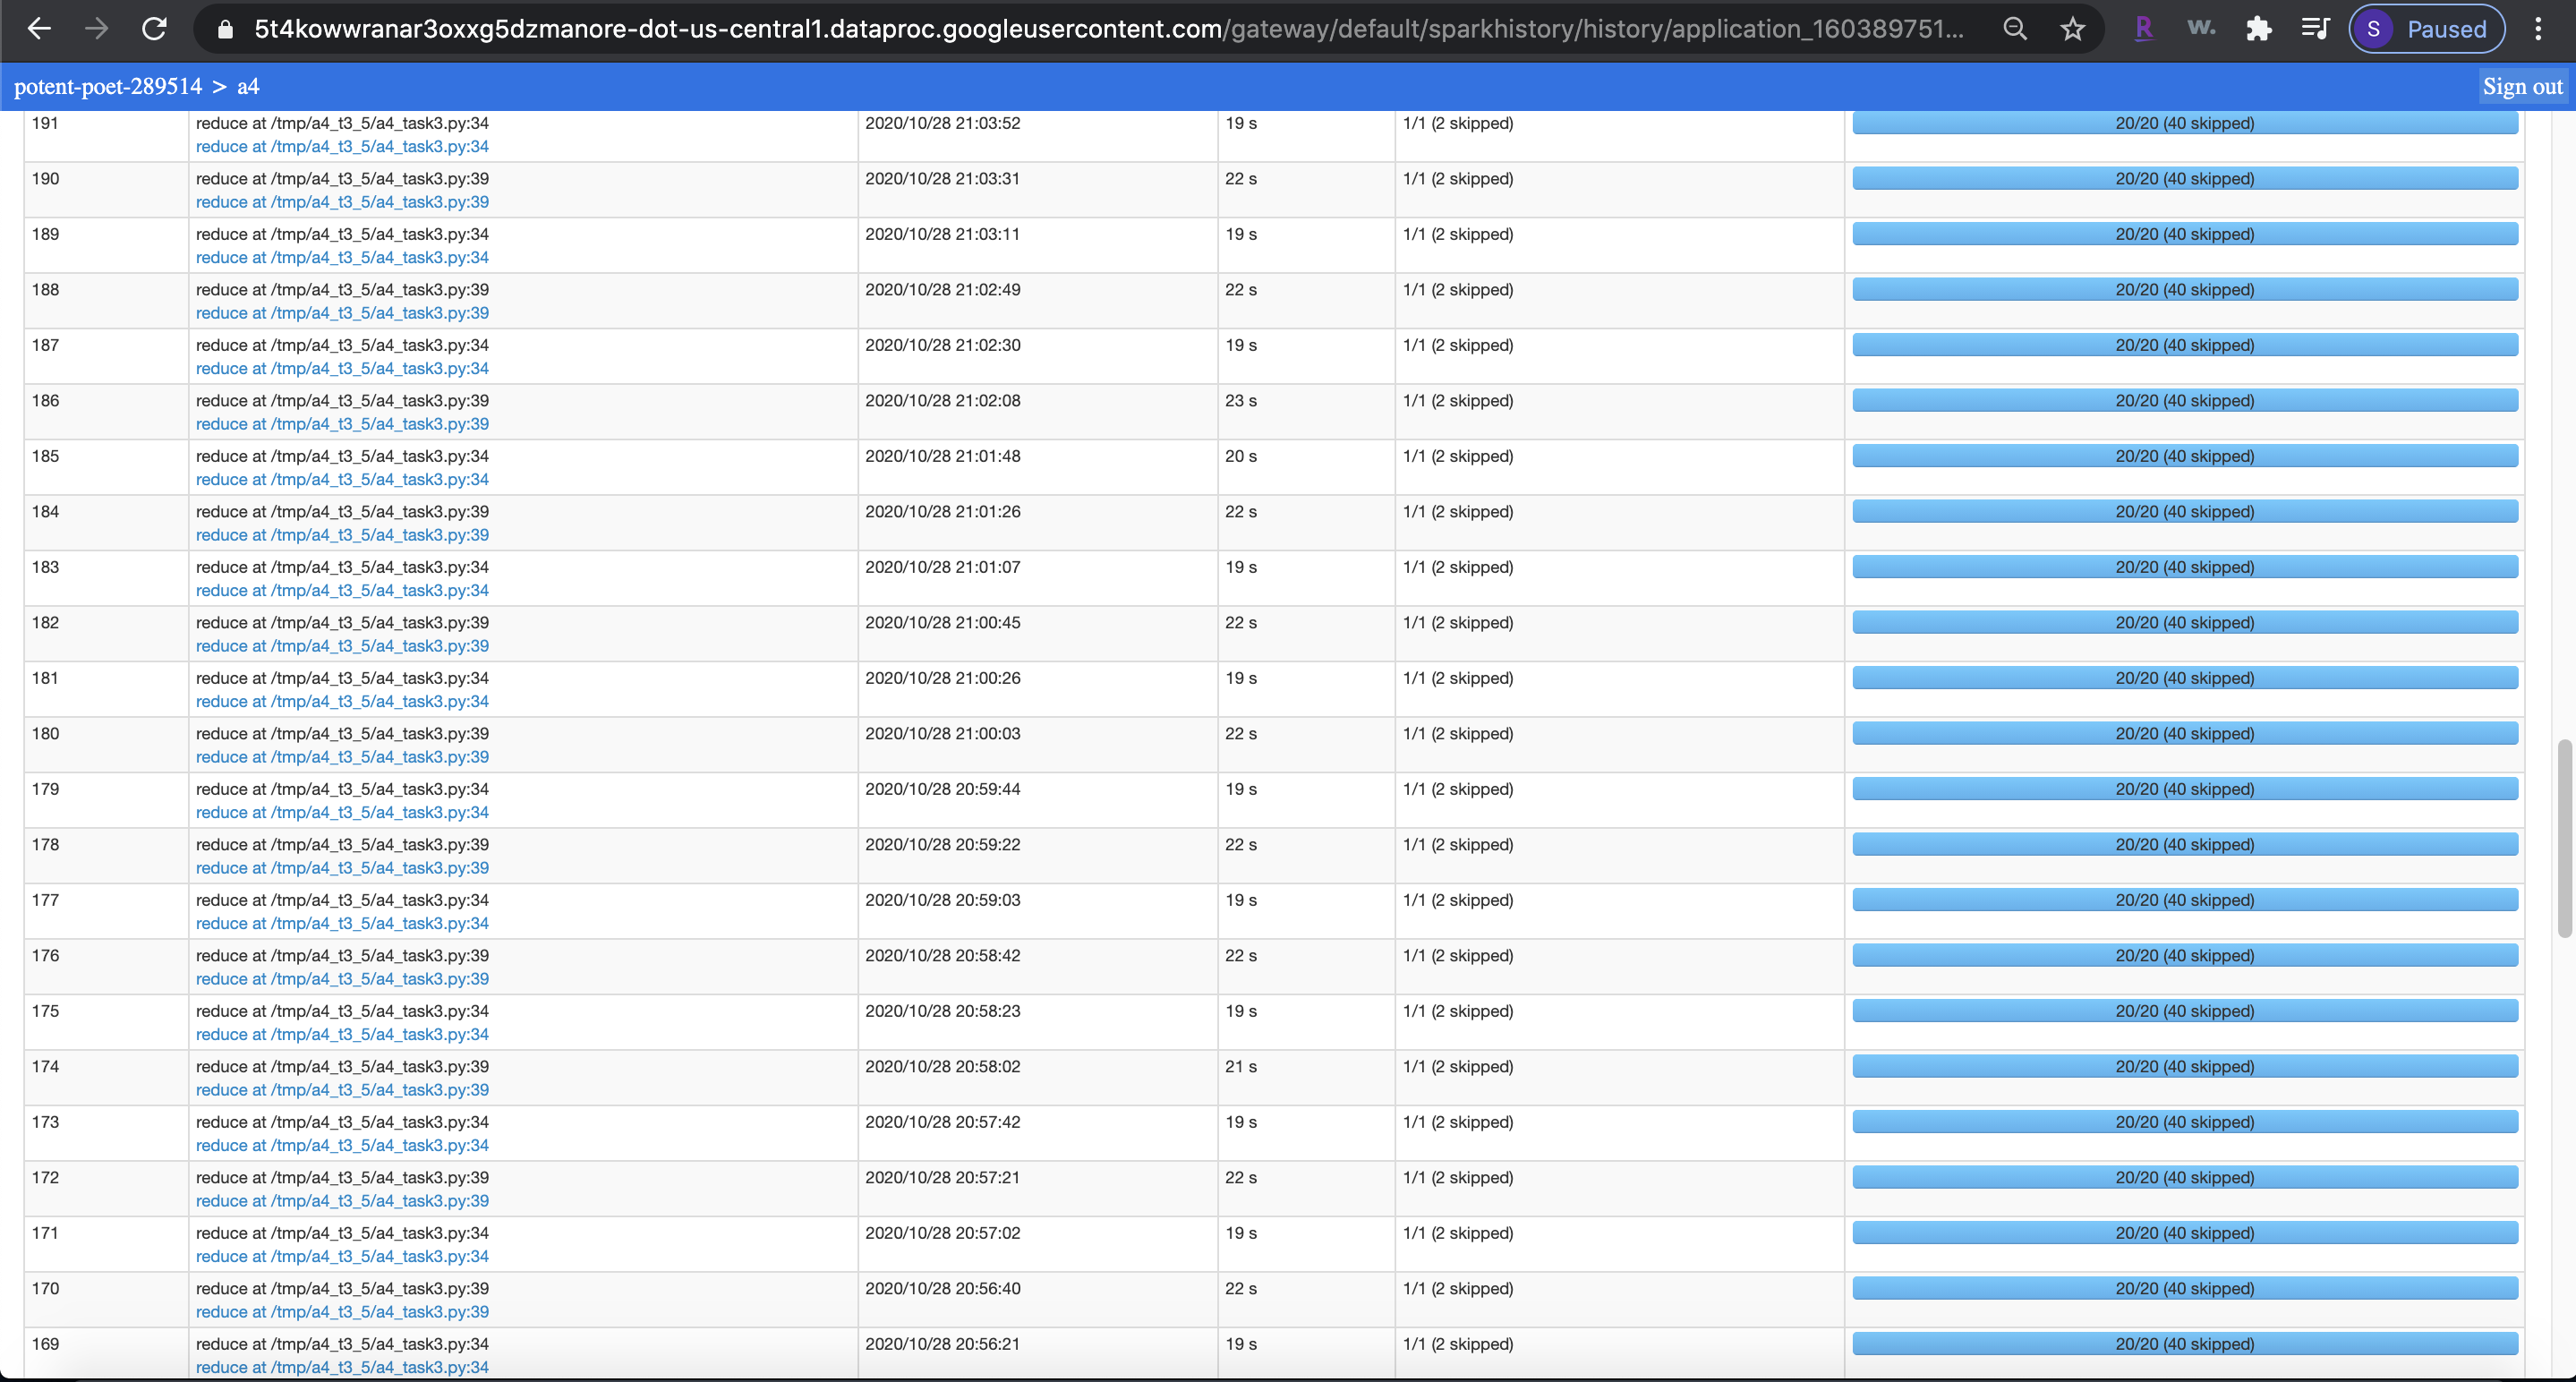 5t4kowwranar3oxxg5dzmanore-dot-us-central1.dataproc.googleusercontent.com/gateway/default/sparkhistory/history/application_160389751... R w. S Paused
potent-poet-289514 > a4 Sign out
191 reduce at /tmp/a4_t3_5/a4_task3.py:34 2020/10/28 21:03:52 19 s 1/1 (2 skipped) 20/20 (40 skipped)
reduce at /tmp/a4_t3_5/a4_task3.py:34
190 reduce at /tmp/a4_t3_5/a4_task3.py:39 2020/10/28 21:03:31 22 s 1/1 (2 skipped) 20/20 (40 skipped)
reduce at /tmp/a4_t3_5/a4_task3.py:39
189 reduce at /tmp/a4_t3_5/a4_task3.py:34 2020/10/28 21:03:11 19 s 1/1 (2 skipped) 20/20 (40 skipped)
reduce at /tmp/a4_t3_5/a4_task3.py:34
188 reduce at /tmp/a4_t3_5/a4_task3.py:39 2020/10/28 21:02:49 22 s 1/1 (2 skipped) 20/20 (40 skipped)
reduce at /tmp/a4_t3_5/a4_task3.py:39
187 reduce at /tmp/a4_t3_5/a4_task3.py:34 2020/10/28 21:02:30 19 s 1/1 (2 skipped) 20/20 (40 skipped)
reduce at /tmp/a4_t3_5/a4_task3.py:34
186 reduce at /tmp/a4_t3_5/a4_task3.py:39 2020/10/28 21:02:08 23 s 1/1 (2 skipped) 20/20 (40 skipped)
reduce at /tmp/a4_t3_5/a4_task3.py:39
185 reduce at /tmp/a4_t3_5/a4_task3.py:34 2020/10/28 21:01:48 20 s 1/1 (2 skipped) 20/20 (40 skipped)
reduce at /tmp/a4_t3_5/a4_task3.py:34
184 reduce at /tmp/a4_t3_5/a4_task3.py:39 2020/10/28 21:01:26 22 s 1/1 (2 skipped) 20/20 (40 skipped)
reduce at /tmp/a4_t3_5/a4_task3.py:39
183 reduce at /tmp/a4_t3_5/a4_task3.py:34 2020/10/28 21:01:07 19 s 1/1 (2 skipped) 20/20 (40 skipped)
reduce at /tmp/a4_t3_5/a4_task3.py:34
182 reduce at /tmp/a4_t3_5/a4_task3.py:39 2020/10/28 21:00:45 22 s 1/1 (2 skipped) 20/20 (40 skipped)
reduce at /tmp/a4_t3_5/a4_task3.py:39
181 reduce at /tmp/a4_t3_5/a4_task3.py:34 2020/10/28 21:00:26 19 s 1/1 (2 skipped) 20/20 (40 skipped)
reduce at /tmp/a4_t3_5/a4_task3.py:34
180 reduce at /tmp/a4_t3_5/a4_task3.py:39 2020/10/28 21:00:03 22 s 1/1 (2 skipped) 20/20 (40 skipped)
reduce at /tmp/a4_t3_5/a4_task3.py:39
179 reduce at /tmp/a4_t3_5/a4_task3.py:34 2020/10/28 20:59:44 19 s 1/1 (2 skipped) 20/20 (40 skipped)
reduce at /tmp/a4_t3_5/a4_task3.py:34
178 reduce at /tmp/a4_t3_5/a4_task3.py:39 2020/10/28 20:59:22 22 s 1/1 (2 skipped) 20/20 (40 skipped)
reduce at /tmp/a4_t3_5/a4_task3.py:39
177 reduce at /tmp/a4_t3_5/a4_task3.py:34 2020/10/28 20:59:03 19 s 1/1 (2 skipped) 20/20 (40 skipped)
reduce at /tmp/a4_t3_5/a4_task3.py:34
176 reduce at /tmp/a4_t3_5/a4_task3.py:39 2020/10/28 20:58:42 22 s 1/1 (2 skipped) 20/20 (40 skipped)
reduce at /tmp/a4_t3_5/a4_task3.py:39
175 reduce at /tmp/a4_t3_5/a4_task3.py:34 2020/10/28 20:58:23 19 s 1/1 (2 skipped) 20/20 (40 skipped)
reduce at /tmp/a4_t3_5/a4_task3.py:34
174 reduce at /tmp/a4_t3_5/a4_task3.py:39 2020/10/28 20:58:02 21 s 1/1 (2 skipped) 20/20 (40 skipped)
reduce at /tmp/a4_t3_5/a4_task3.py:39
173 reduce at /tmp/a4_t3_5/a4_task3.py:34 2020/10/28 20:57:42 19 s 1/1 (2 skipped) 20/20 (40 skipped)
reduce at /tmp/a4_t3_5/a4_task3.py:34
172 reduce at /tmp/a4_t3_5/a4_task3.py:39 2020/10/28 20:57:21 22 s 1/1 (2 skipped) 20/20 (40 skipped)
reduce at /tmp/a4_t3_5/a4_task3.py:39
171 reduce at /tmp/a4_t3_5/a4_task3.py:34 2020/10/28 20:57:02 19 s 1/1 (2 skipped) 20/20 (40 skipped)
reduce at /tmp/a4_t3_5/a4_task3.py:34
170 reduce at /tmp/a4_t3_5/a4_task3.py:39 2020/10/28 20:56:40 22 s 1/1 (2 skipped) 20/20 (40 skipped)
reduce at /tmp/a4_t3_5/a4_task3.py:39
169 reduce at /tmp/a4_t3_5/a4_task3.py:34 2020/10/28 20:56:21 19 s 1/1 (2 skipped) 20/20 (40 skipped)
reduce at /tmp/a4_t3_5/a4_task3.py:34